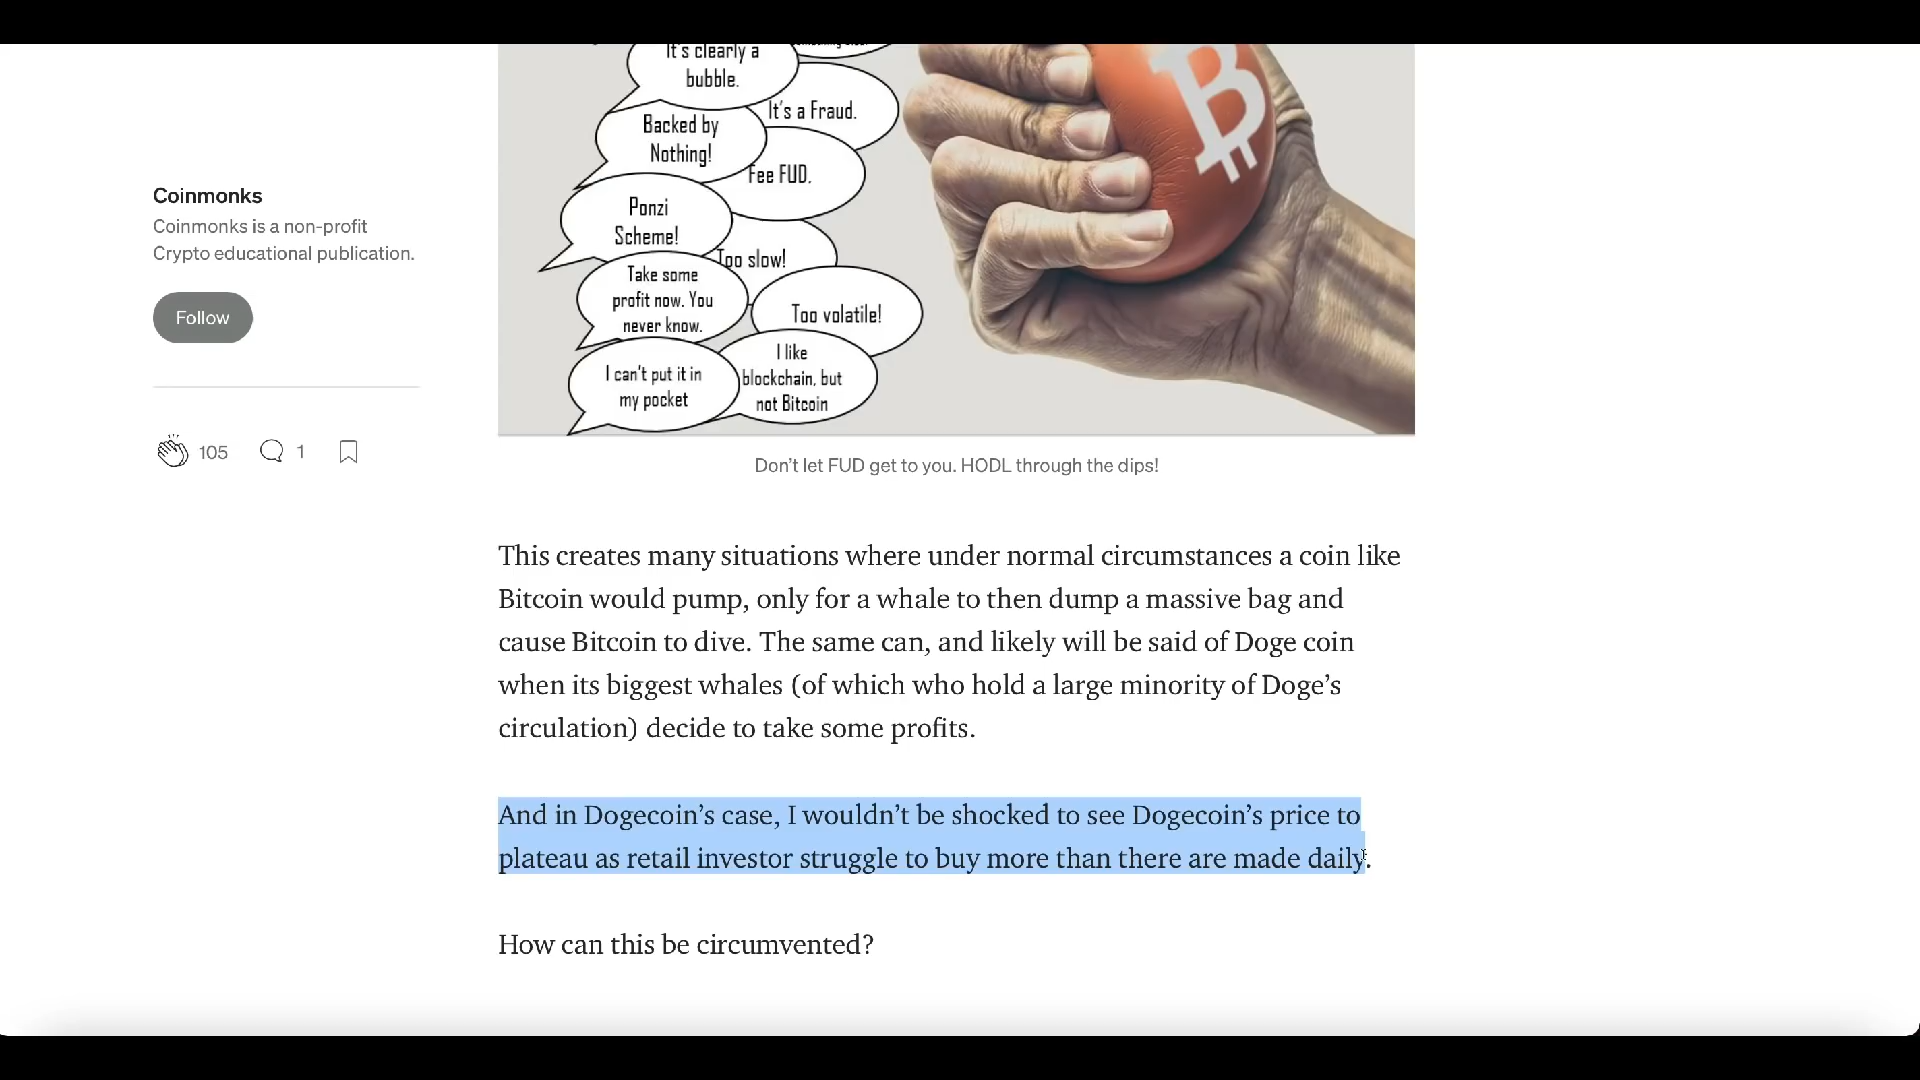 It's clearly a
bubble.
It's a Fraud.
Backed by
Nothing!
Fee FUD.
Ponzi
Scheme!
Too slow!
Take some
profit now. You
never know.
Too volatile!
I like
blockchain, but
not Bitcoin
I can't put it in
my pocket
Coinmonks
Coinmonks is a non-profit
Crypto educational publication.
Follow
105
1
Don't let FUD get to you. HODL through the dips!
This creates many situations where under normal circumstances a coin like
Bitcoin would pump, only for a whale to then dump a massive bag and
cause Bitcoin to dive. The same can, and likely will be said of Doge coin
when its biggest whales (of which who hold a large minority of Doge's
circulation) decide to take some profits.
And in Dogecoin's case, I wouldn't be shocked to see Dogecoin's price to
plateau as retail investor struggle to buy more than there are made daily.
How can this be circumvented?